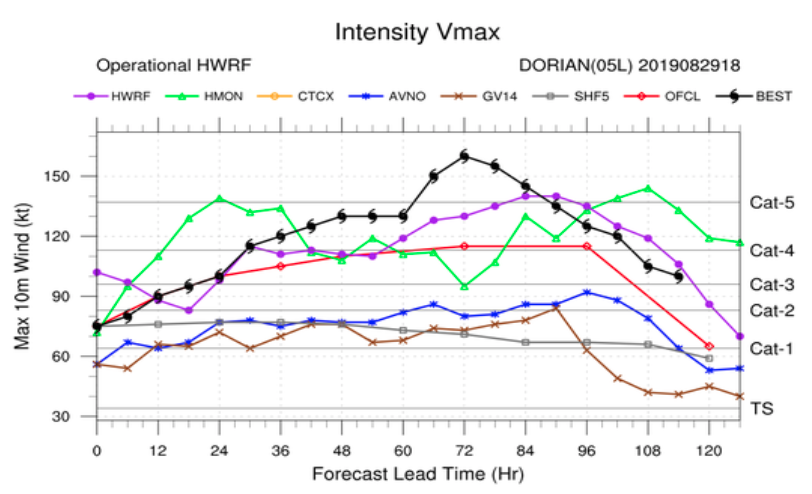 Intensity Vmax
Operational HWRF DORIAN(05L) 2019082918
HWRF HMON CTCX AVNO GV14 SHF5 OFCL BEST
Max 10m Wind (kt)
150
120
90
60
30
Cat-5
Cat-4
Cat-3
Cat-2
Cat-1
TS
0 12 24 36 48 60 72 84 96 108 120
Forecast Lead Time (Hr)